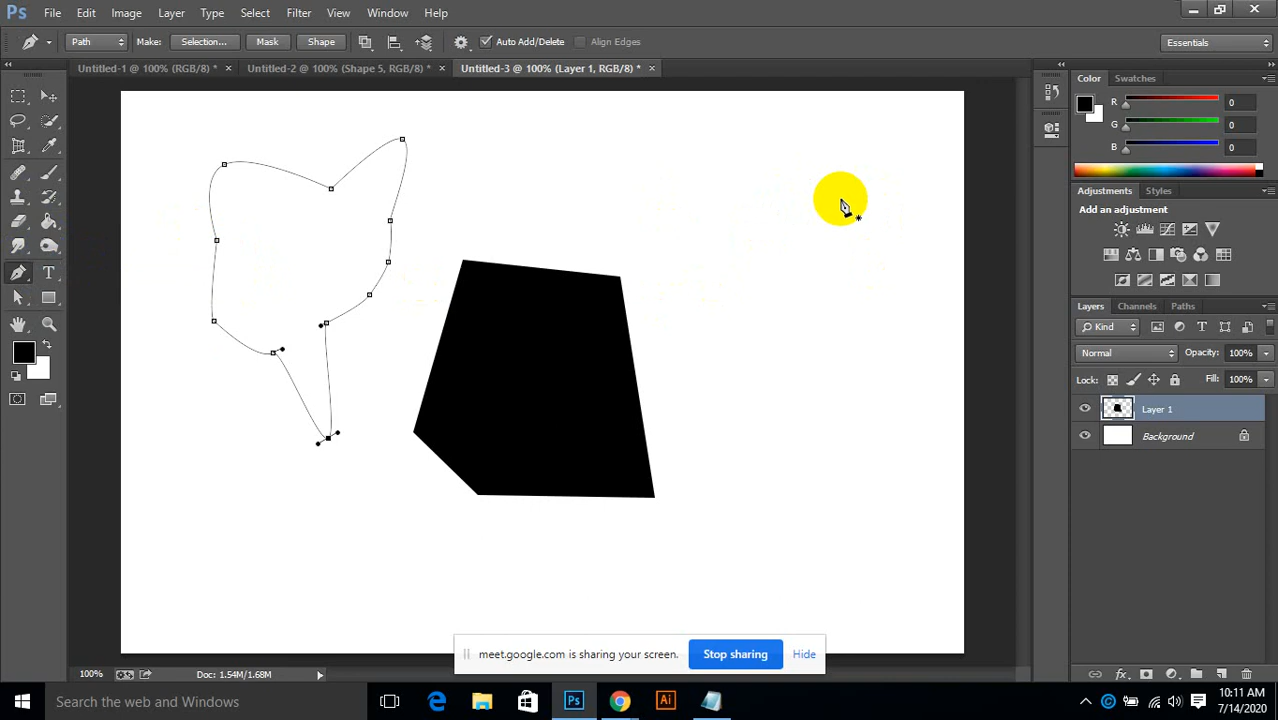 Ps File Edit Image Layer Type Select Filter View Window Help
Path Make: Selection... Mask Shape Auto Add/Delete Align Edges Essentials
Untitled-1 @ 100% (RGB/8) * × Untitled-2 @ 100% (Shape 5, RGB/8) * × Untitled-3 @ 100% (Layer 1, RGB/8) * ×
Color Swatches
R 0
G 0
B 0
Adjustments Styles
Add an adjustment
Layers Channels Paths
Kind
Normal Opacity: 100%
Lock: Fill: 100%
Layer 1
Background
T
meet.google.com is sharing your screen. Stop sharing Hide
100% Doc: 1.54M/1.68M
Search the web and Windows
Ps Ai
10:11 AM
7/14/2020